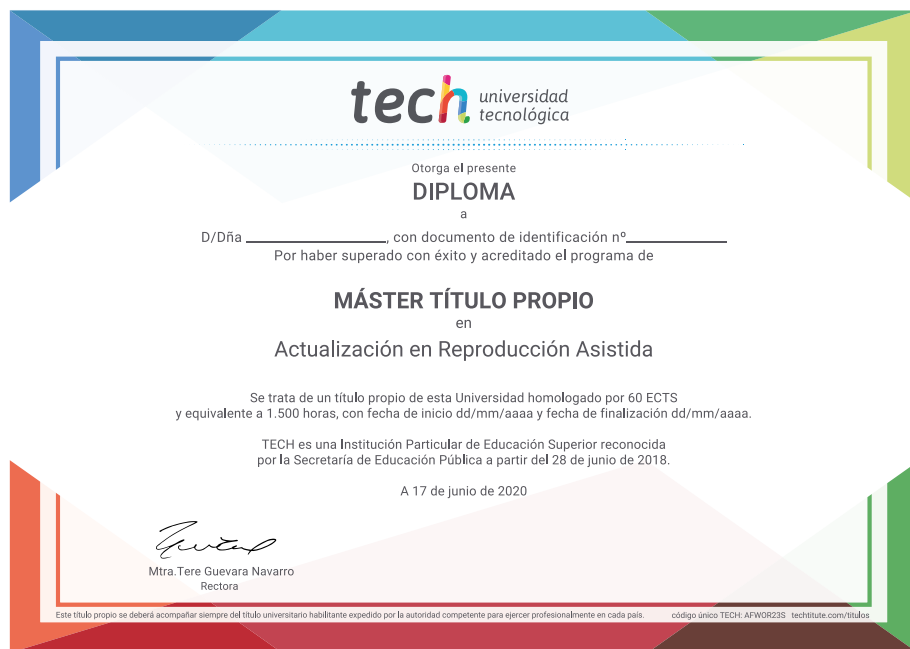 tech universidad
tecnológica
Otorga el presente
DIPLOMA
a
D/Dña ______________, con documento de identificación nº__________
Por haber superado con éxito y acreditado el programa de
MÁSTER TÍTULO PROPIO
en
Actualización en Reproducción Asistida
Se trata de un título propio de esta Universidad homologado por 60 ECTS
y equivalente a 1.500 horas, con fecha de inicio dd/mm/aaaa y fecha de finalización dd/mm/aaaa.
TECH es una Institución Particular de Educación Superior reconocida
por la Secretaría de Educación Pública a partir del 28 de junio de 2018.
A 17 de junio de 2020
Mtra.Tere Guevara Navarro
Rectora
Este título propio se deberá acompañar siempre del título universitario habilitante expedido por la autoridad competente para ejercer profesionalmente en cada país. código único TECH: AFWOR23S techtitute.com/titulos